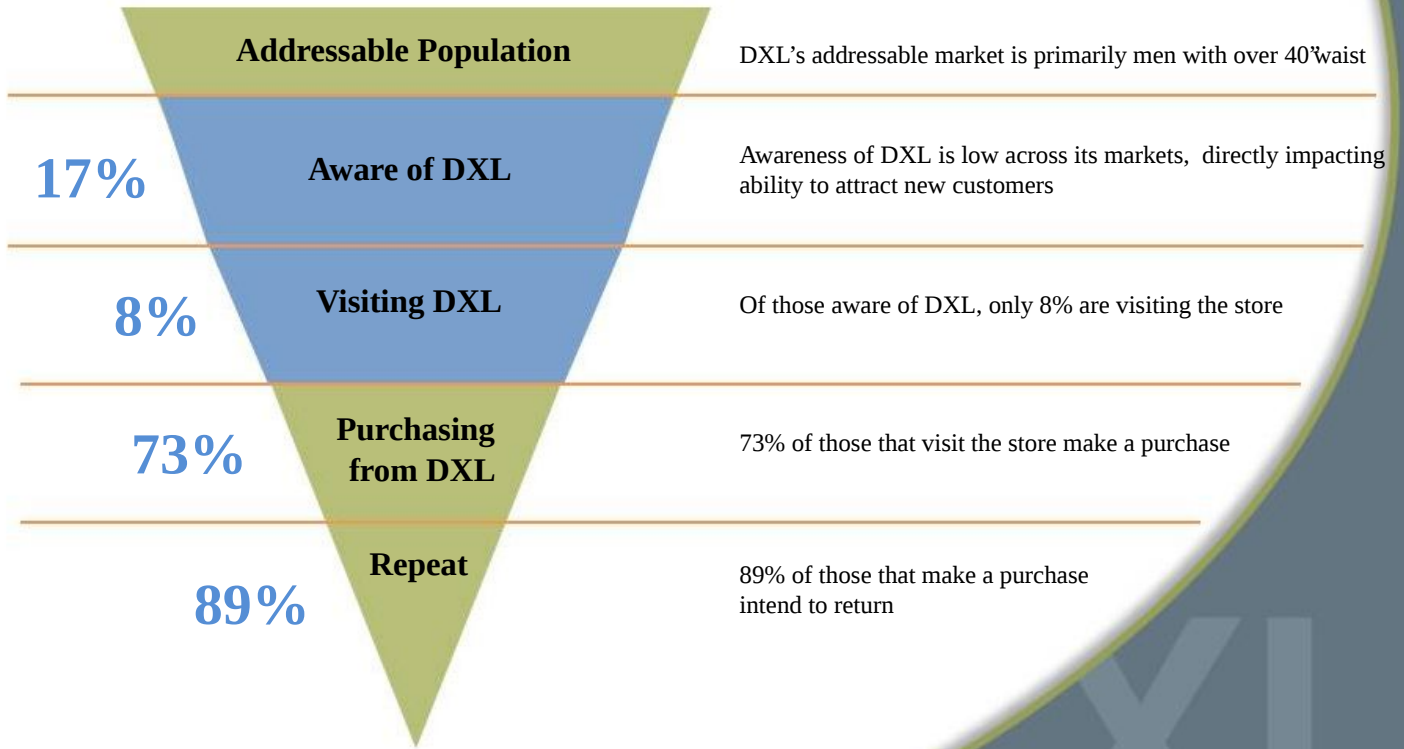 Addressable Population
DXL’s addressable market is primarily men with over 40” waist
17%
Aware of DXL
Awareness of DXL is low across its markets, directly impacting
ability to attract new customers
8%
Visiting DXL
Of those aware of DXL, only 8% are visiting the store
73%
Purchasing
from DXL
73% of those that visit the store make a purchase
89%
Repeat
89% of those that make a purchase
intend to return
XL